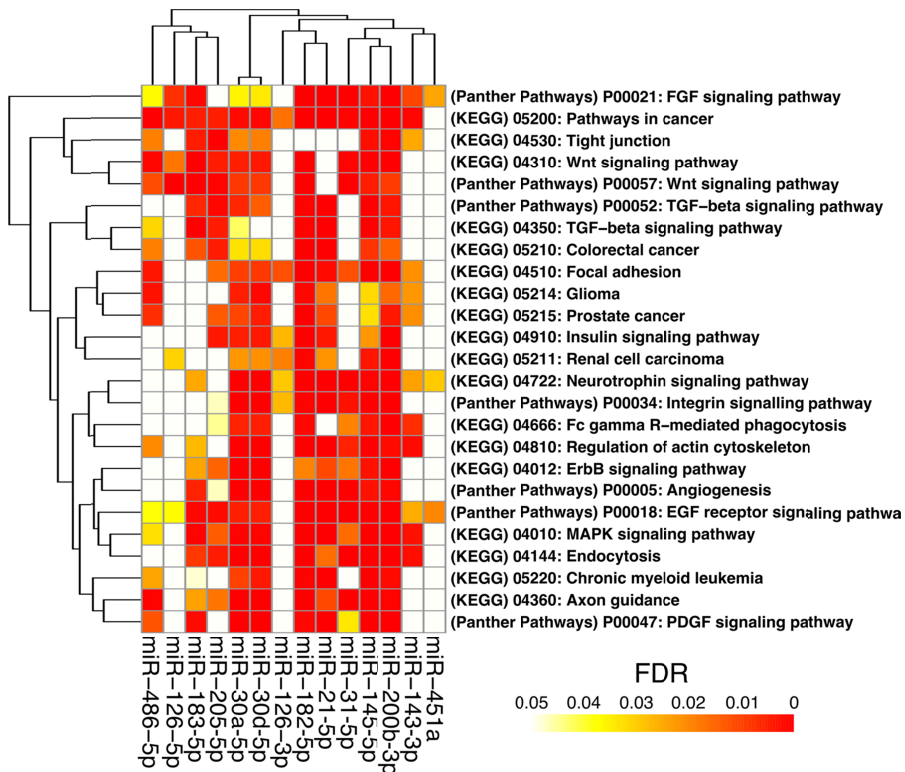 (Panther Pathways) P00021: FGF signaling pathway
(KEGG) 05200: Pathways in cancer
(KEGG) 04530: Tight junction
(KEGG) 04310: Wnt signaling pathway
(Panther Pathways) P00057: Wnt signaling pathway
(Panther Pathways) P00052: TGF−beta signaling pathway
(KEGG) 04350: TGF−beta signaling pathway
(KEGG) 05210: Colorectal cancer
(KEGG) 04510: Focal adhesion
(KEGG) 05214: Glioma
(KEGG) 05215: Prostate cancer
(KEGG) 04910: Insulin signaling pathway
(KEGG) 05211: Renal cell carcinoma
(KEGG) 04722: Neurotrophin signaling pathway
(Panther Pathways) P00034: Integrin signalling pathway
(KEGG) 04666: Fc gamma R−mediated phagocytosis
(KEGG) 04810: Regulation of actin cytoskeleton
(KEGG) 04012: ErbB signaling pathway
(Panther Pathways) P00005: Angiogenesis
(Panther Pathways) P00018: EGF receptor signaling pathwa
(KEGG) 04010: MAPK signaling pathway
(KEGG) 04144: Endocytosis
(KEGG) 05220: Chronic myeloid leukemia
(KEGG) 04360: Axon guidance
(Panther Pathways) P00047: PDGF signaling pathway
miR−486−5p
miR−126−5p
miR−183−5p
miR−205−5p
miR−30a−5p
miR−30d−5p
miR−126−3p
miR−182−5p
miR−21−5p
miR−31−5p
miR−145−5p
miR−200b−3p
miR−143−3p
miR−451a
FDR
0.05 0.04 0.03 0.02 0.01 0